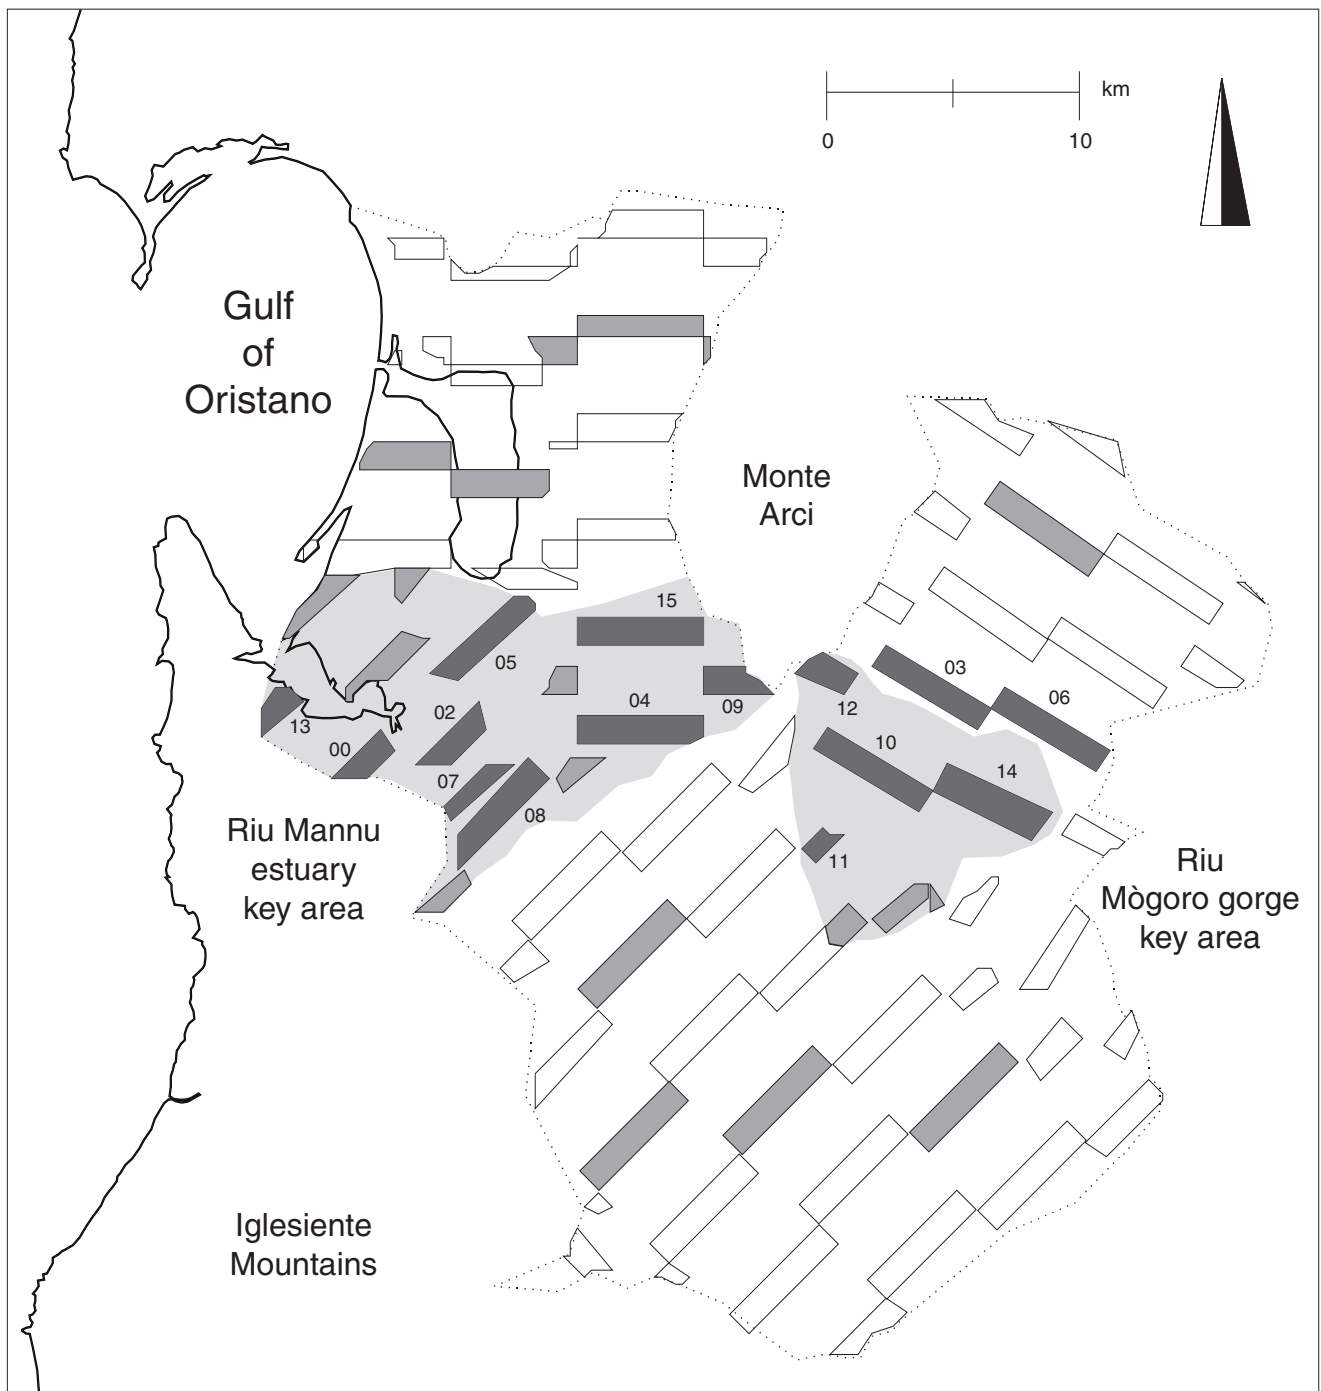 km
0
10
Gulf
of
Oristano
Monte
Arci
15
05
03
06
04
09
12
02
13
00
10
14
07
08
11
Riu Mannu
estuary
key area
Riu
Mògoro gorge
key area
Iglesiente
Mountains